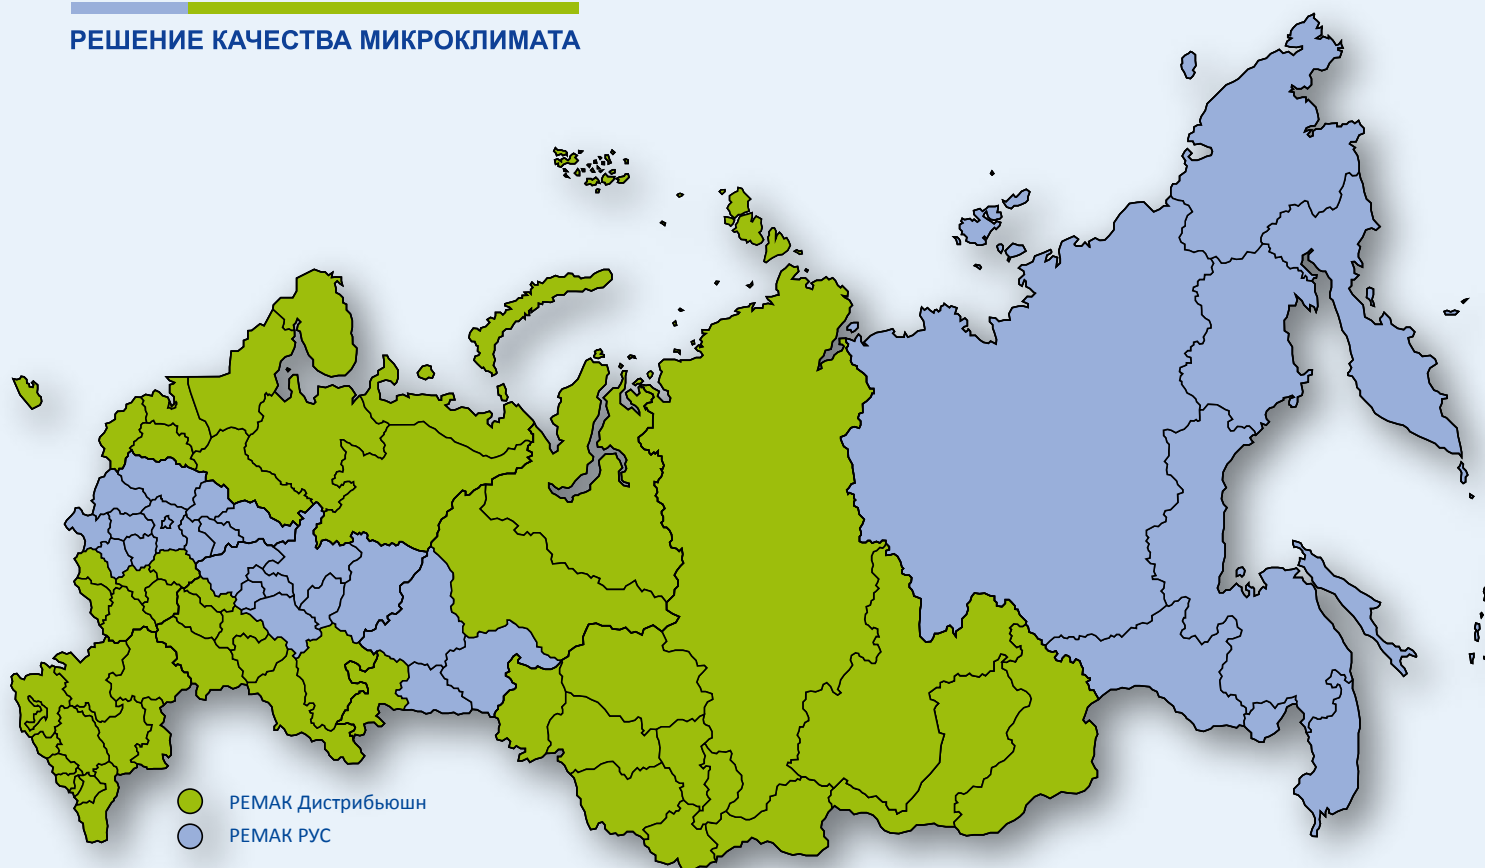 РЕШЕНИЕ КАЧЕСТВА МИКРОКЛИМАТА
РЕМАК Дистрибьюшн
РЕМАК РУС